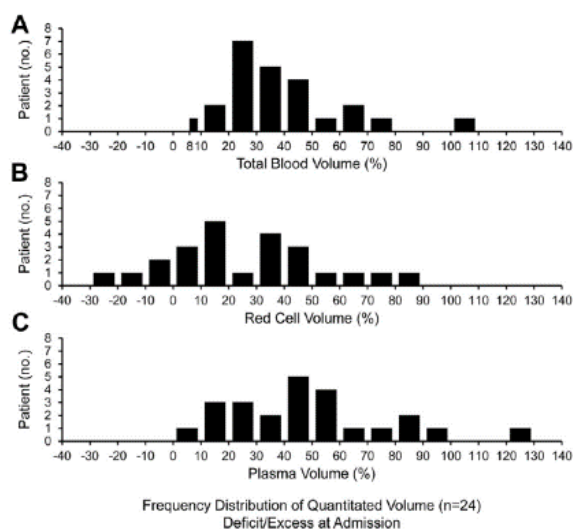 A
Patient (no.)
8
7
6
5
4
3
2
1
0
-40 -30 -20 -10 0 8 10 20 30 40 50 60 70 80 90 100 110 120 130 140
Total Blood Volume (%)
B
Patient (no.)
8
7
6
5
4
3
2
1
0
-40 -30 -20 -10 0 10 20 30 40 50 60 70 80 90 100 110 120 130 140
Red Cell Volume (%)
C
Patient (no.)
8
7
6
5
4
3
2
1
0
-40 -30 -20 -10 0 10 20 30 40 50 60 70 80 90 100 110 120 130 140
Plasma Volume (%)
Frequency Distribution of Quantitated Volume (n=24)
Deficit/Excess at Admission